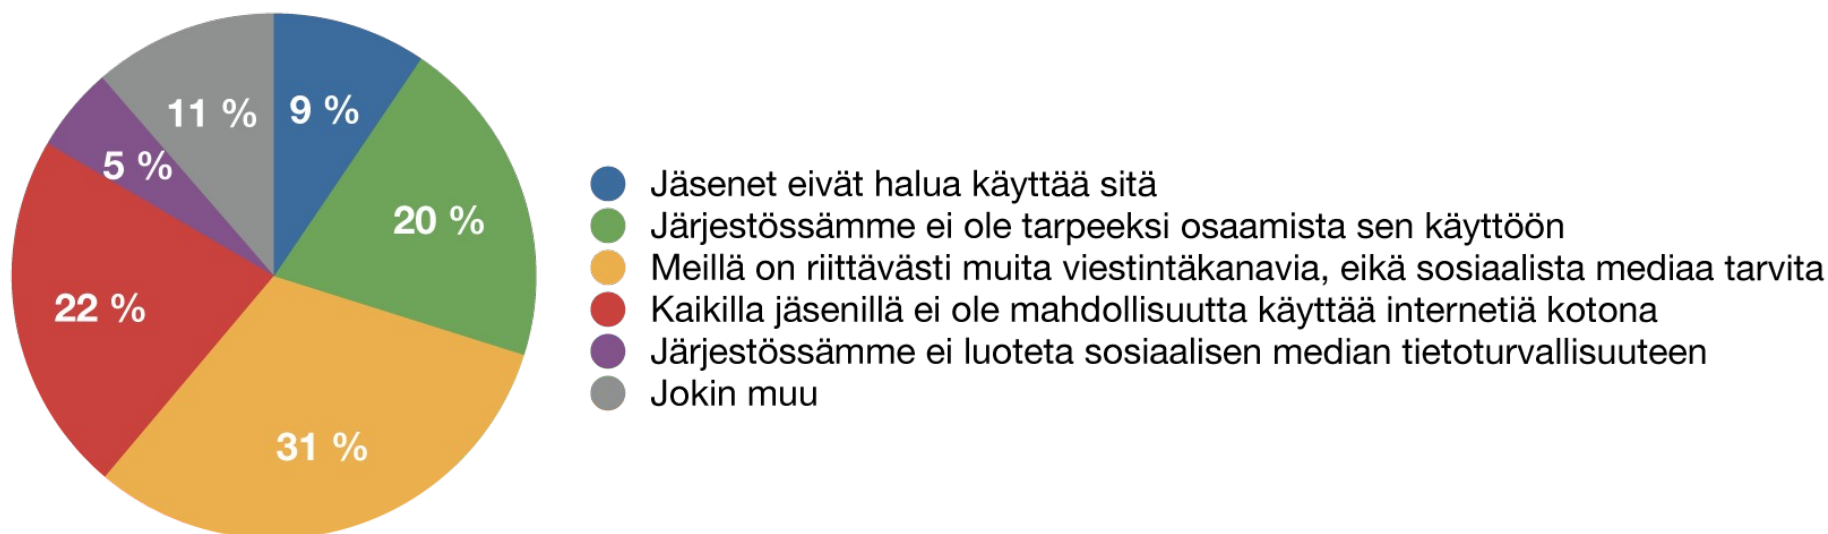 11 %
9 %
5 %
20 %
22 %
31 %
Jäsenet eivät halua käyttää sitä
Järjestössämme ei ole tarpeeksi osaamista sen käyttöön
Meillä on riittävästi muita viestintäkanavia, eikä sosiaalista mediaa tarvita
Kaikilla jäsenillä ei ole mahdollisuutta käyttää internetiä kotona
Järjestössämme ei luoteta sosiaalisen median tietoturvallisuuteen
Jokin muu